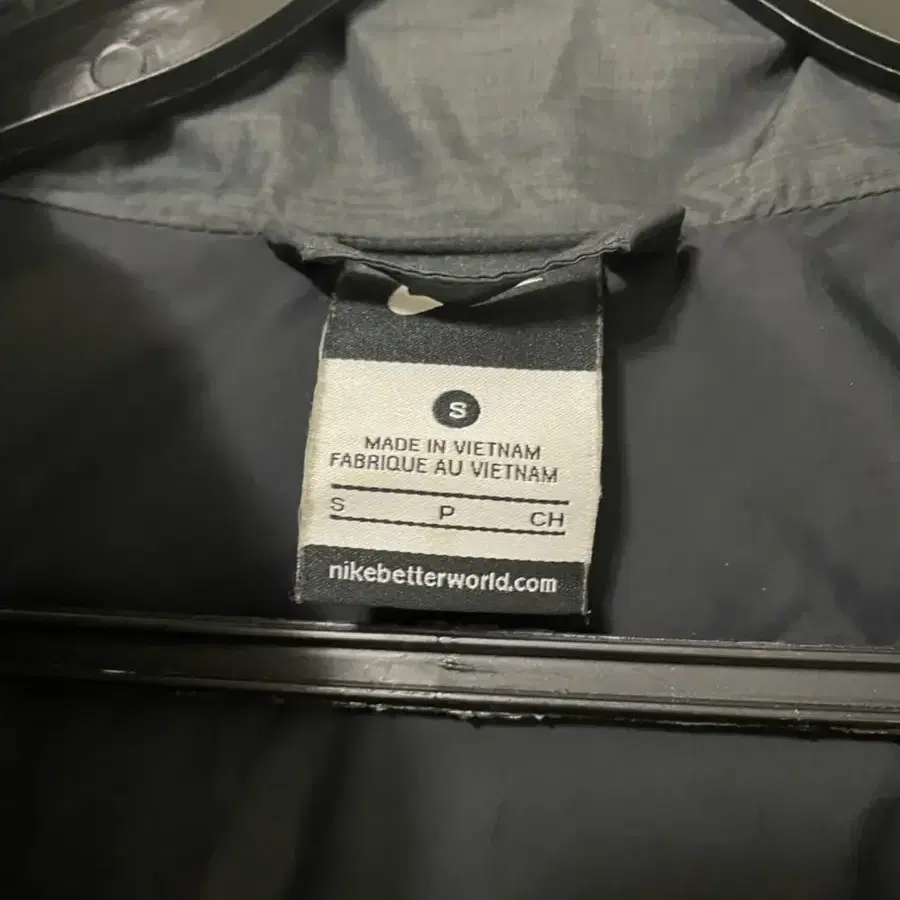 S
MADE IN VIETNAM
FABRIQUE AU VIETNAM
S P CH
nikebetterworld.com